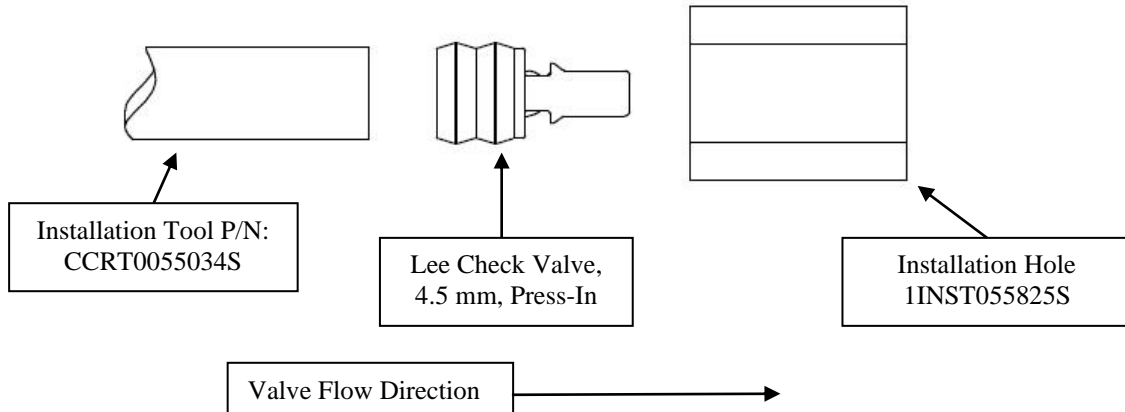 Installation Tool P/N:
CCRT0055034S
Lee Check Valve,
4.5 mm, Press-In
Installation Hole
1INST055825S
Valve Flow Direction